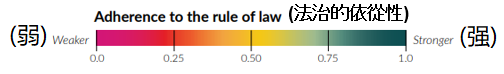 Adherence to the rule of law (法治的依從性)
(弱) Weaker Stronger (强)
0.0 0.25 0.50 0.75 1.0